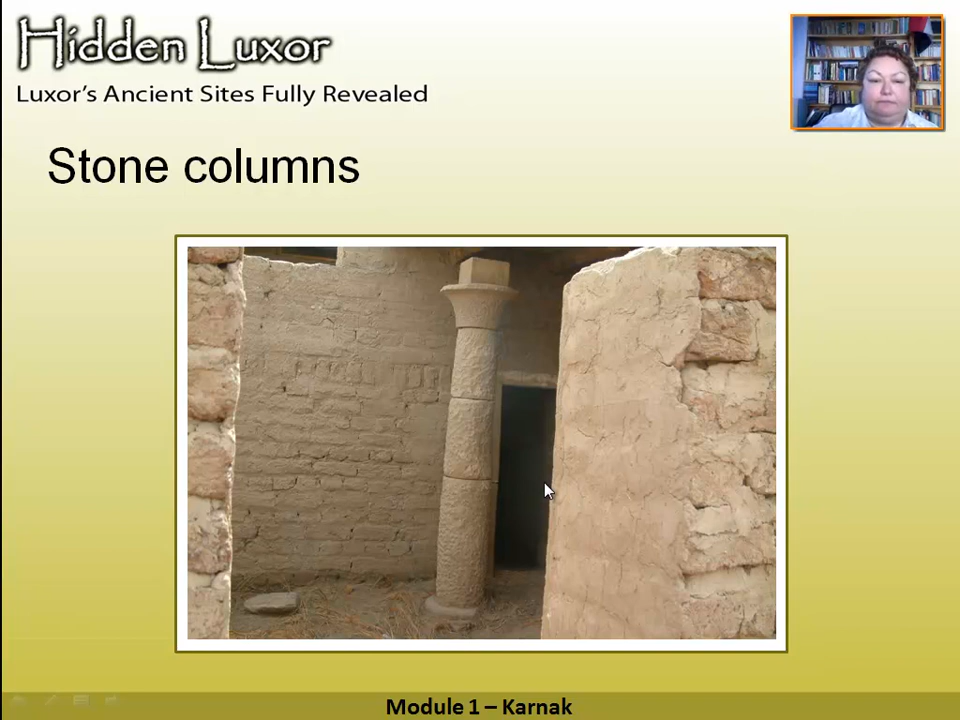 Hidden Luxor
Luxor's Ancient Sites Fully Revealed
Stone columns
Module 1 – Karnak